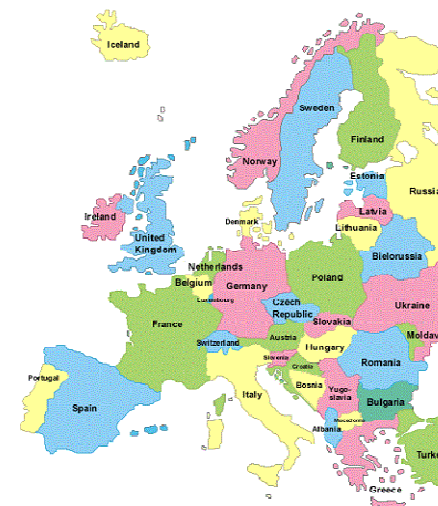 Iceland
Sweden
Finland
Norway
Estonia
Russia
Latvia
Ireland
Denmark
Lithuania
United
Kingdom
Bielorussia
Netherlands
Poland
Belgium
Germany
Luxembourg
Czech
Republic
Ukraine
France
Slovakia
Moldav
Austria
Switzerland
Hungary
Slovenia
Romania
Croatia
Portugal
Bosnia
Yugo-
slavia
Italy
Bulgaria
Spain
Macedonia
Albania
Turke
Greece